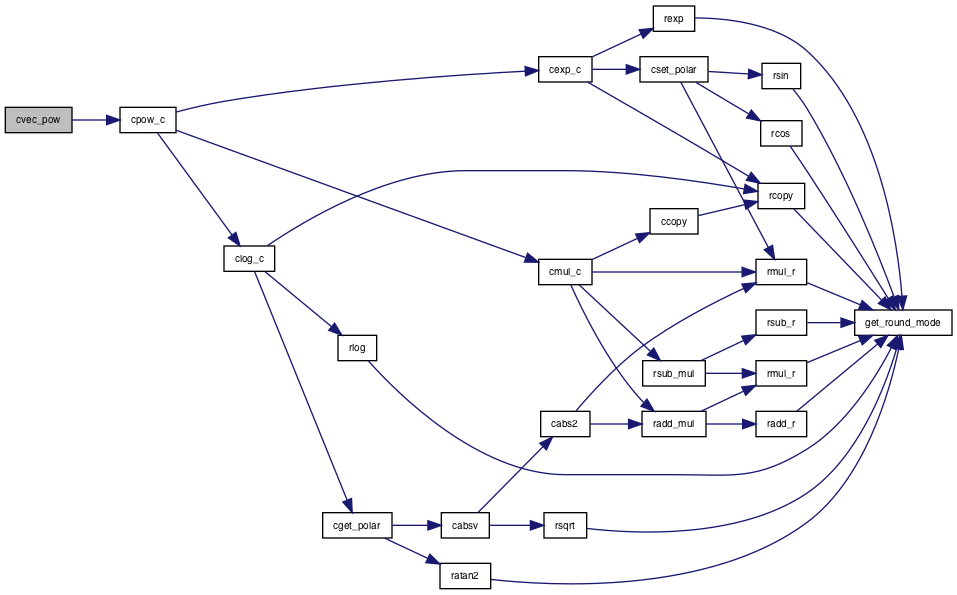 rexp
cexp_c
cset_polar
rsin
cvec_pow
cpow_c
rcos
rcopy
ccopy
clog_c
cmul_c
rmul_r
rsub_r
get_round_mode
rlog
rsub_mul
rmul_r
cabs2
radd_mul
radd_r
cget_polar
cabsv
rsqrt
ratan2